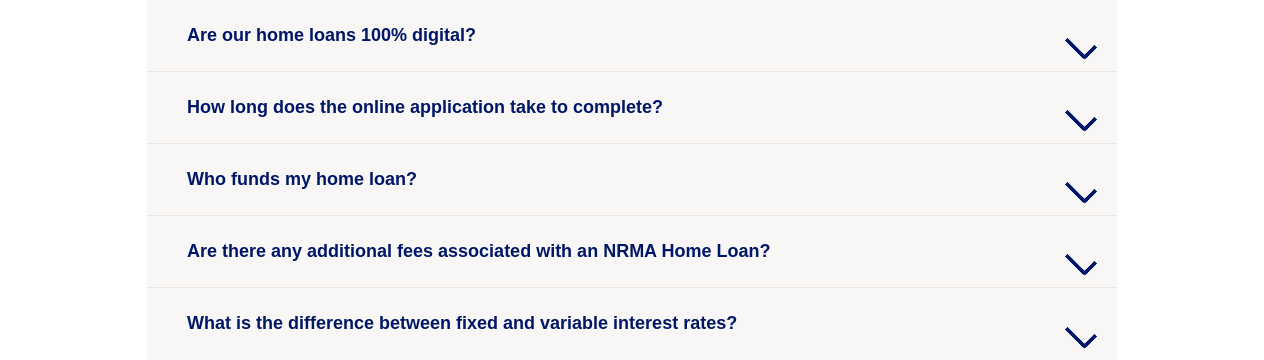 Are our home loans 100% digital?
How long does the online application take to complete?
Who funds my home loan?
Are there any additional fees associated with an NRMA Home Loan?
What is the difference between fixed and variable interest rates?